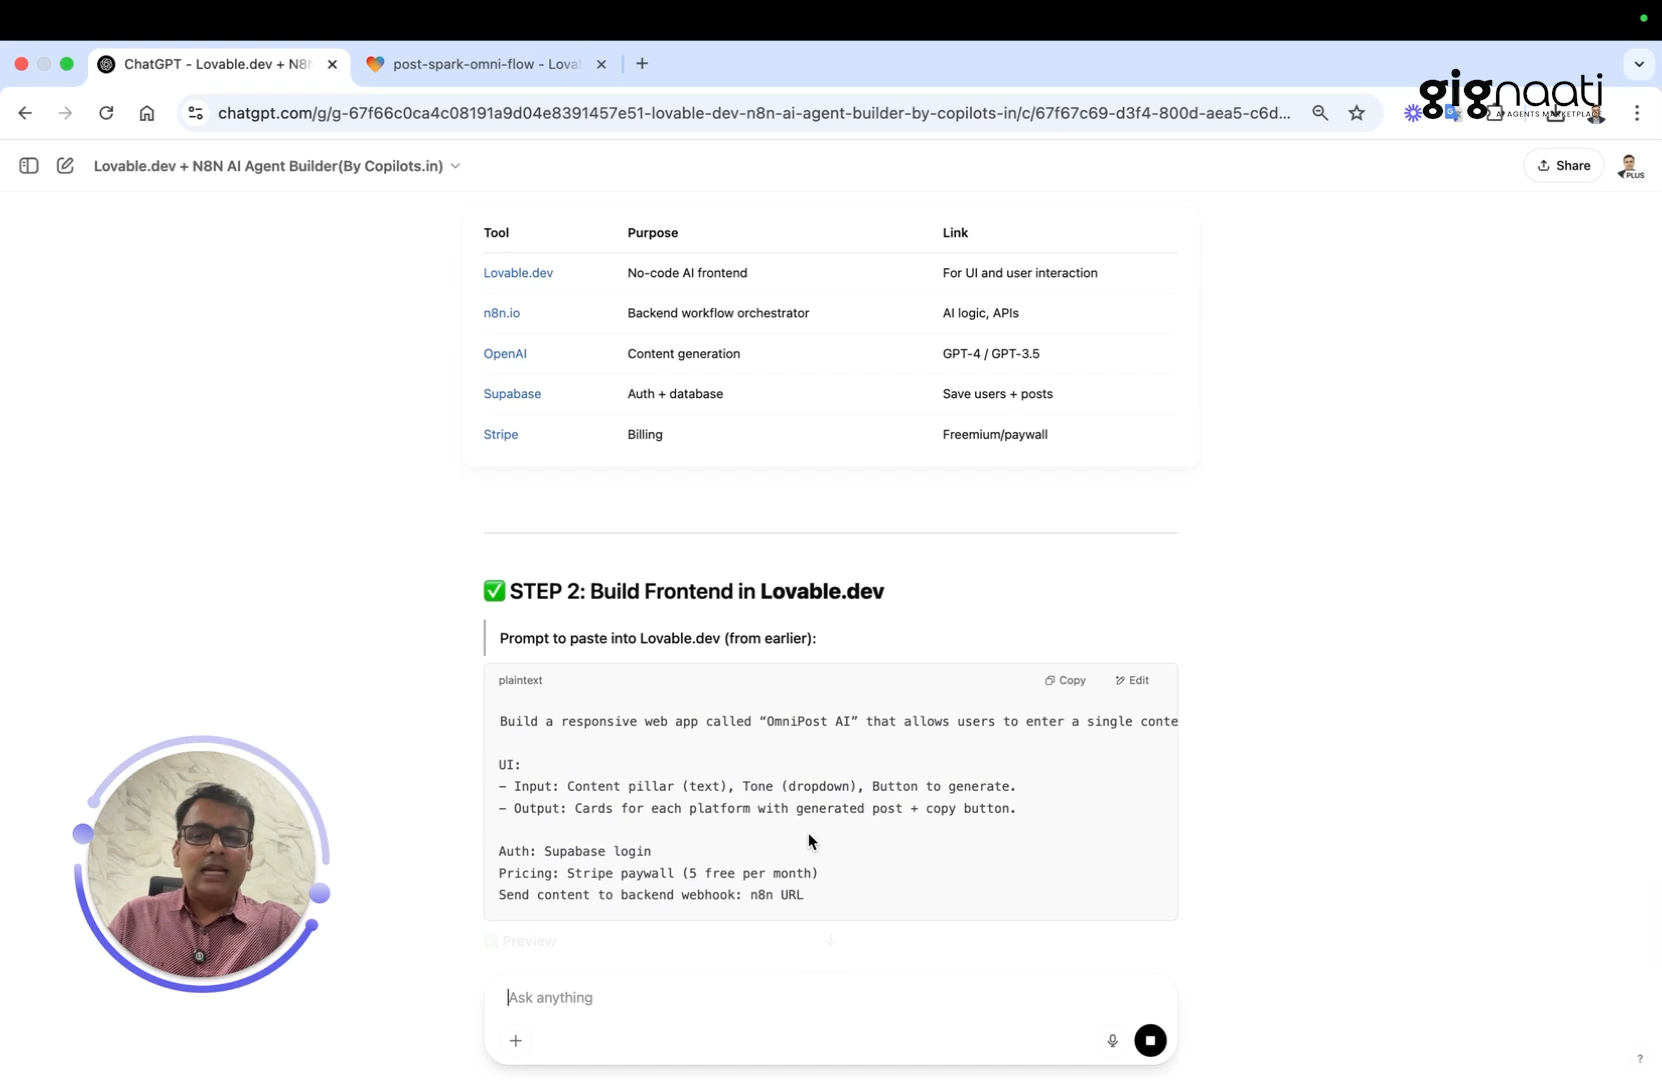 ChatGPT - Lovable.dev + N8N
post-spark-omni-flow - Lova
chatgpt.com/g/g-67f66c0ca4c08191a9d04e8391457e51-lovable-dev-n8n-ai-agent-builder-by-copilots-in/c/67f67c69-d3f4-800d-aea5-c6d...
gignaati
AI AGENTS MARKETPLAC
Lovable.dev + N8N AI Agent Builder(By Copilots.in)
Share
PLUS
Tool Purpose Link
Lovable.dev No-code AI frontend For UI and user interaction
n8n.io Backend workflow orchestrator AI logic, APIs
OpenAI Content generation GPT-4 / GPT-3.5
Supabase Auth + database Save users + posts
Stripe Billing Freemium/paywall
STEP 2: Build Frontend in Lovable.dev
Prompt to paste into Lovable.dev (from earlier):
plaintext Copy Edit
Build a responsive web app called “OmniPost AI” that allows users to enter a single conte
UI:
- Input: Content pillar (text), Tone (dropdown), Button to generate.
- Output: Cards for each platform with generated post + copy button.
Auth: Supabase login
Pricing: Stripe paywall (5 free per month)
Send content to backend webhook: n8n URL
Preview
Ask anything
?